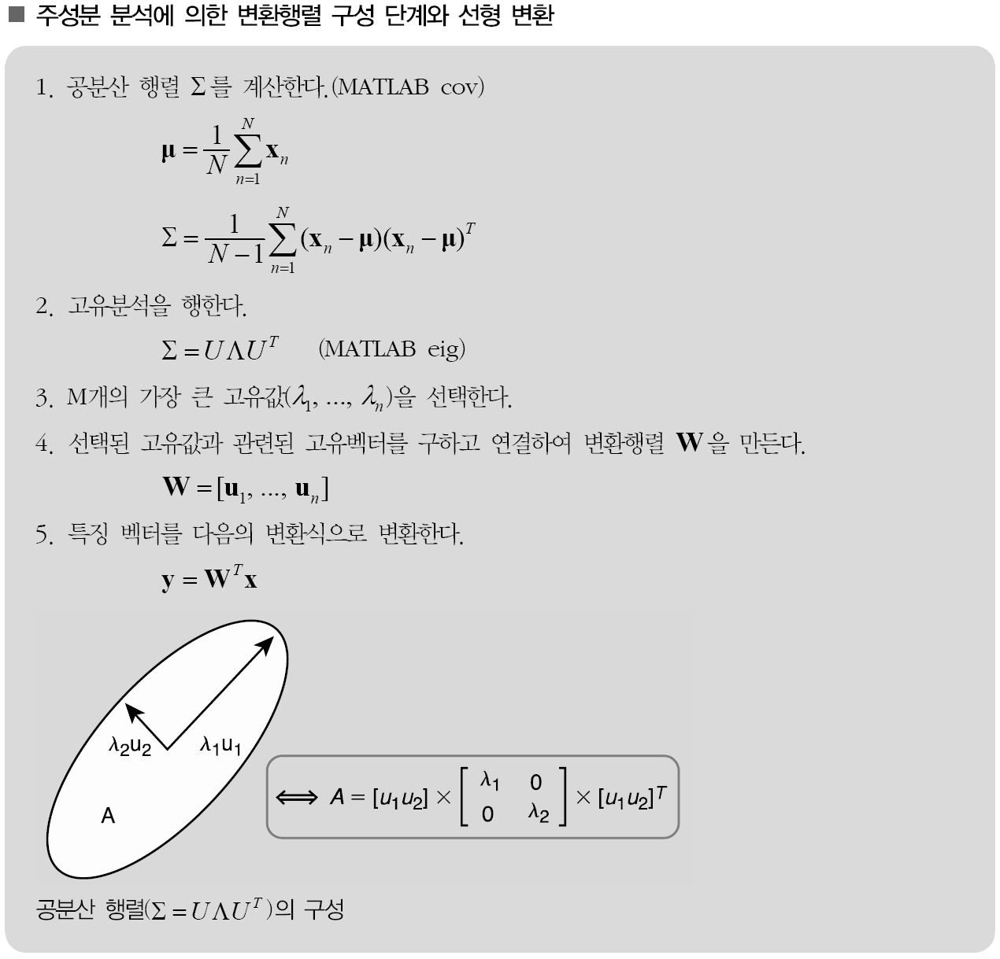 ■ 주성분 분석에 의한 변환행렬 구성 단계와 선형 변환
1. 공분산 행렬 Σ를 계산한다.(MATLAB cov)
μ = 1/N ∑_{n=1}^{N} x_n
Σ = 1/(N−1) ∑_{n=1}^{N} (x_n − μ)(x_n − μ)^T
2. 고유분석을 행한다.
Σ = UΛU^T (MATLAB eig)
3. M개의 가장 큰 고유값(λ_1, ..., λ_n)을 선택한다.
4. 선택된 고유값과 관련된 고유벡터를 구하고 연결하여 변환행렬 W을 만든다.
W = [u_1, ..., u_n]
5. 특징 벡터를 다음의 변환식으로 변환한다.
y = W^T x
λ_2u_2 λ_1u_1
A
⟺ A = [u_1u_2] × [λ_1 0; 0 λ_2] × [u_1u_2]^T
공분산 행렬(Σ = UΛU^T)의 구성